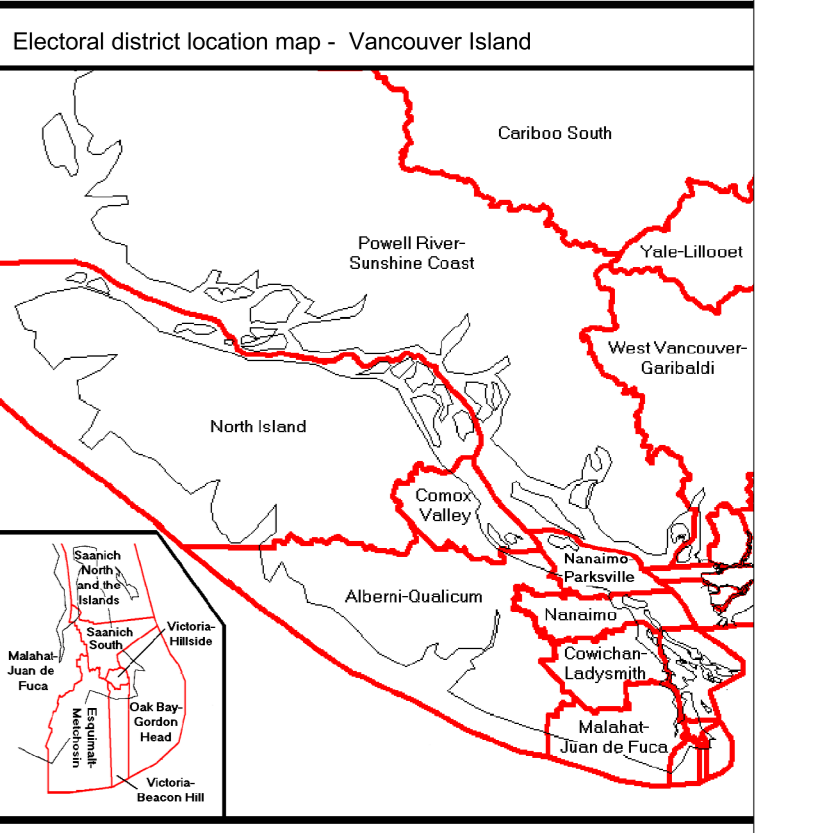 Electoral district location map - Vancouver Island
Cariboo South
Powell River-
Sunshine Coast
Yale-Lillooet
West Vancouver-
Garibaldi
North Island
Comox
Valley
Nanaimo-
Parksville
Alberni-Qualicum
Nanaimo
Cowichan-
Ladysmith
Malahat-
Juan de Fuca
Saanich
North
and the
Islands
Victoria-
Hillside
Saanich
South
Malahat-
Juan de
Fuca
Oak Bay-
Gordon
Head
Esquimalt-
Metchosin
Victoria-
Beacon Hill